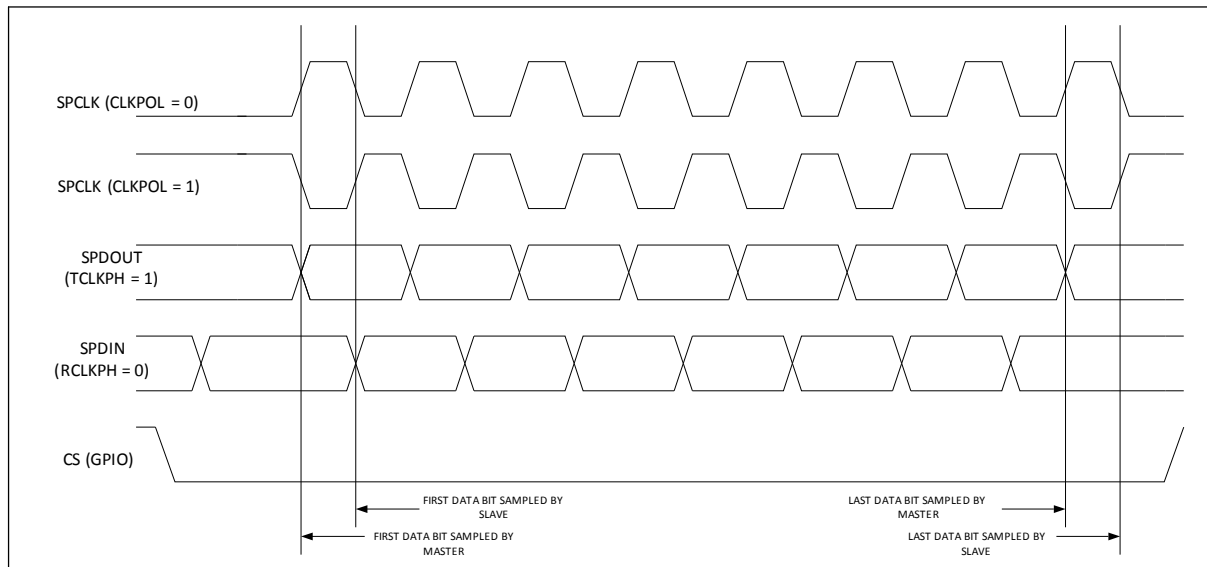 SPCLK (CLKPOL = 0)
SPCLK (CLKPOL = 1)
SPDOUT
(TCLKPH = 1)
SPDIN
(RCLKPH = 0)
CS (GPIO)
FIRST DATA BIT SAMPLED BY
SLAVE
LAST DATA BIT SAMPLED BY
MASTER
FIRST DATA BIT SAMPLED BY
MASTER
LAST DATA BIT SAMPLED BY
SLAVE